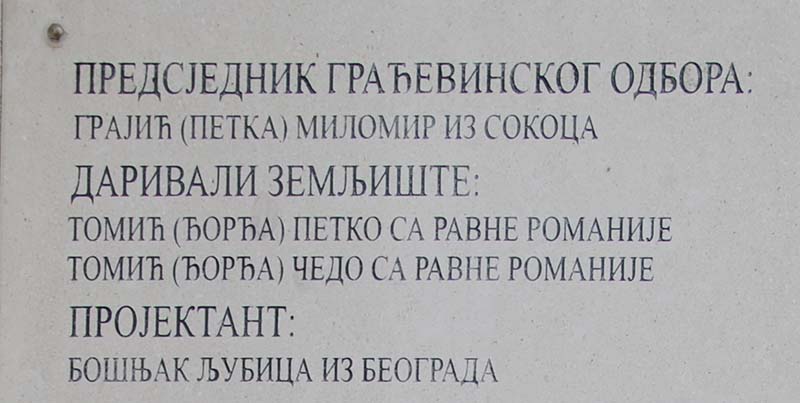 ПРЕДСЈЕДНИК ГРАЂЕВИНСКОГ ОДБОРА:
ГРАЈИЋ (ПЕТКА) МИЛОМИР ИЗ СОКОЦА
ДАРИВАЛИ ЗЕМЉИШТЕ:
ТОМИЋ (ЂОРЂА) ПЕТКО СА РАВНЕ РОМАНИЈЕ
ТОМИЋ (ЂОРЂА) ЧЕДО СА РАВНЕ РОМАНИЈЕ
ПРОЈЕКТАНТ:
БОШЊАК ЉУБИЦА ИЗ БЕОГРАДА